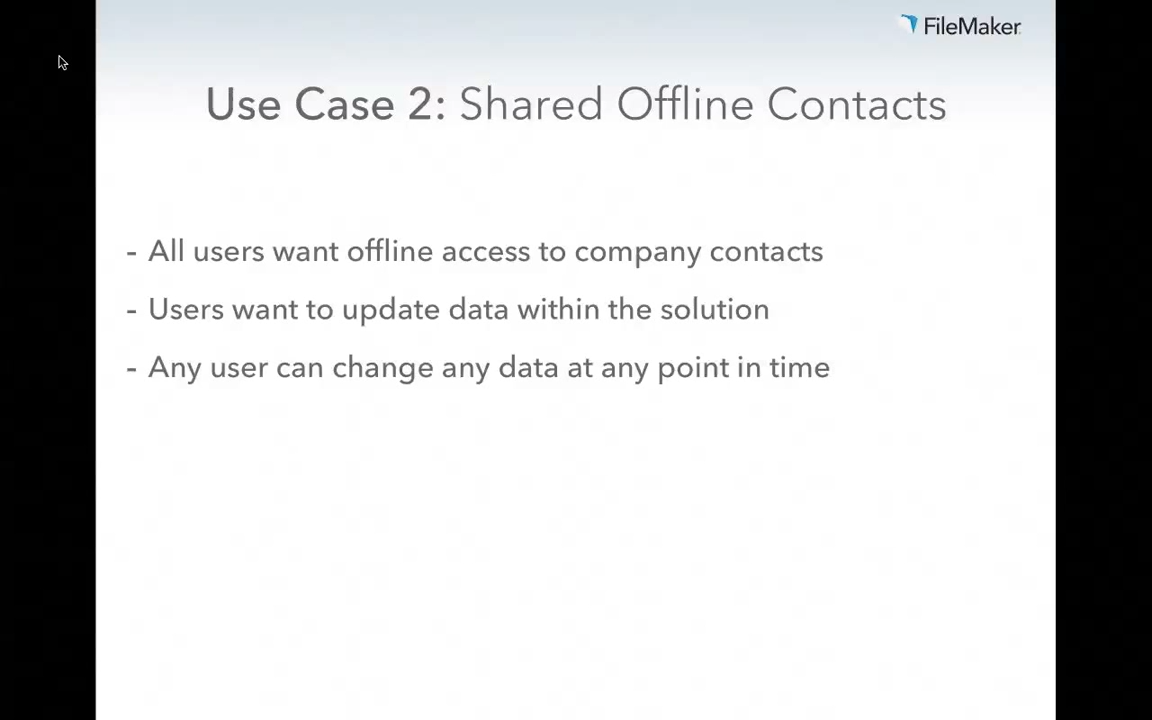 FileMaker
Use Case 2: Shared Offline Contacts
- All users want offline access to company contacts
- Users want to update data within the solution
- Any user can change any data at any point in time